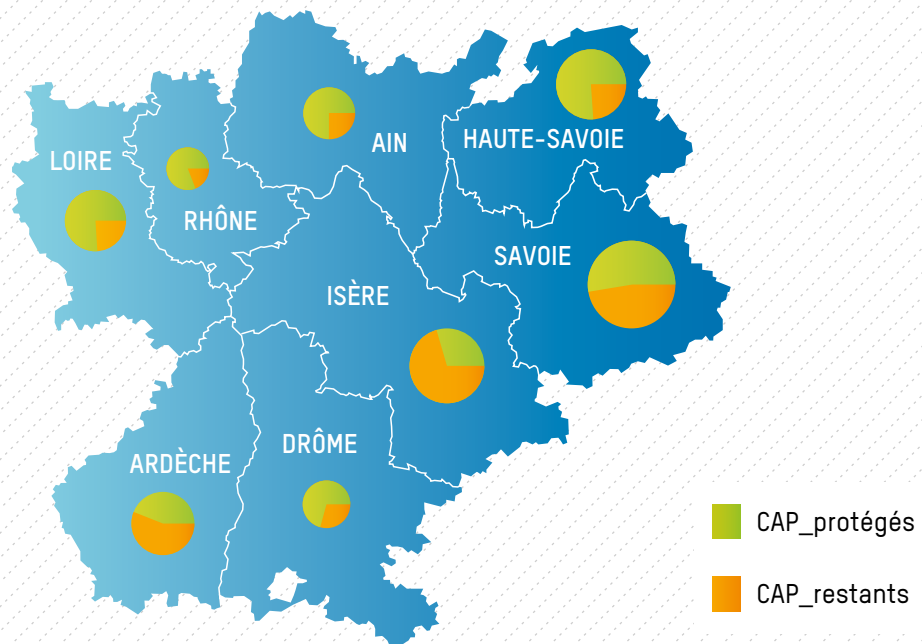 AIN
HAUTE-SAVOIE
LOIRE
RHÔNE
SAVOIE
ISÈRE
DRÔME
ARDÈCHE
CAP_protégés
CAP_restants